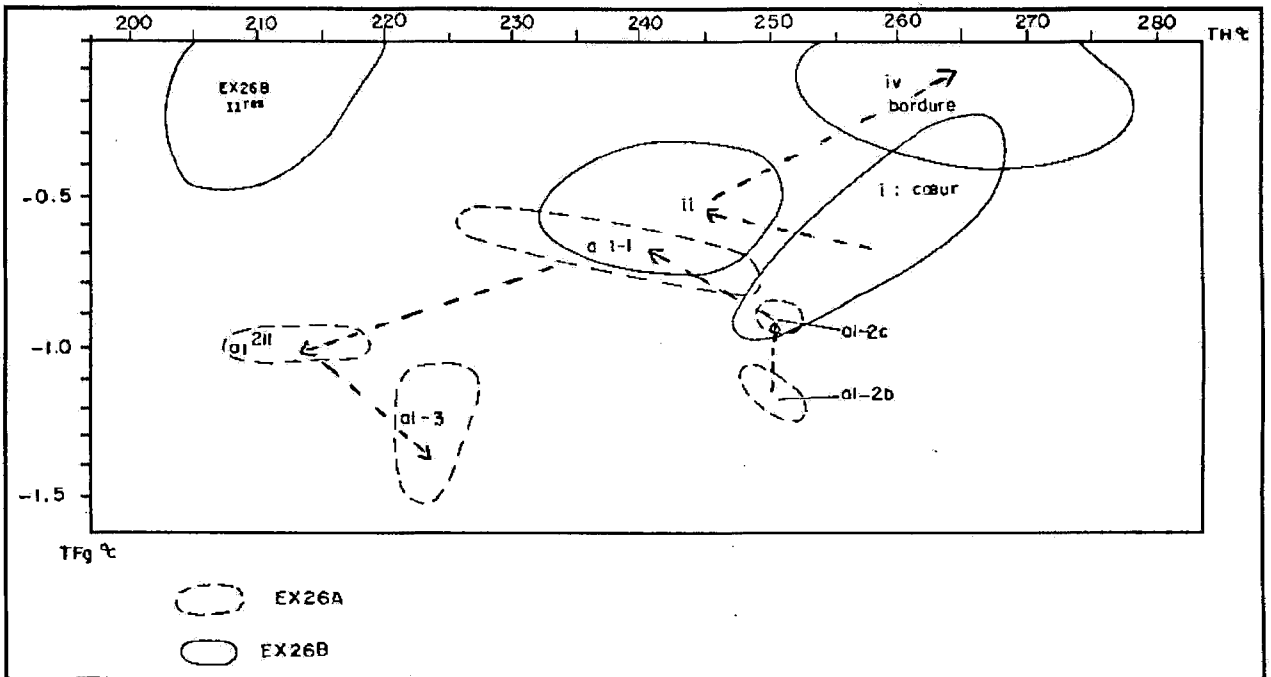 200 210 220 230 240 250 260 270 280
TH °C
EX26B
IIres
iv
bordure
-0.5
i : cœur
ii
a i-i
ai-2c
-1.0
ai 2ii
ai-2b
ai-3
-1.5
TFg °C
EX26A
EX26B